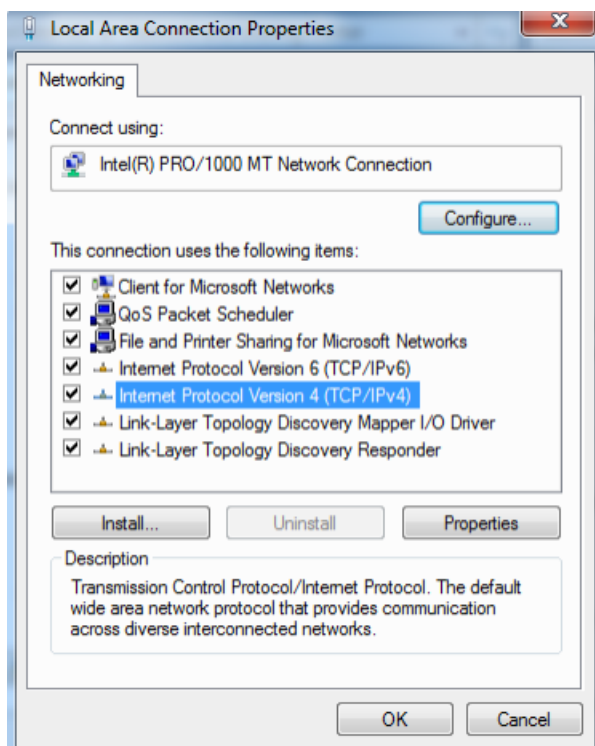 Local Area Connection Properties
Networking
Connect using:
Intel(R) PRO/1000 MT Network Connection
Configure...
This connection uses the following items:
Client for Microsoft Networks
QoS Packet Scheduler
File and Printer Sharing for Microsoft Networks
Internet Protocol Version 6 (TCP/IPv6)
Internet Protocol Version 4 (TCP/IPv4)
Link-Layer Topology Discovery Mapper I/O Driver
Link-Layer Topology Discovery Responder
Install... Uninstall Properties
Description
Transmission Control Protocol/Internet Protocol. The default
wide area network protocol that provides communication
across diverse interconnected networks.
OK Cancel